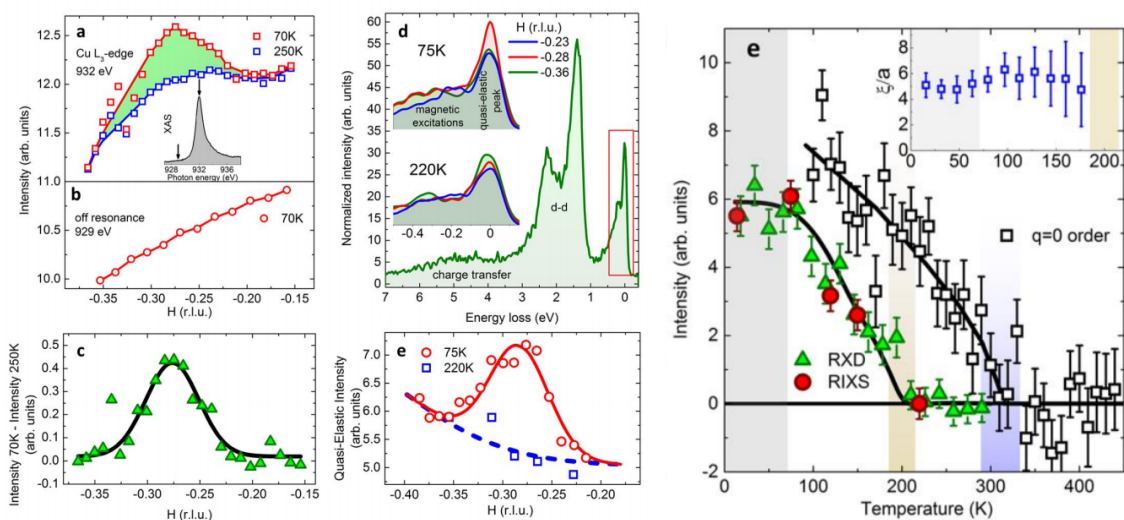 a
Cu L3-edge
932 eV
70K
250K
12.5
12.0
11.5
XAS
928 932 936
Photon energy (eV)
Intensity (arb. units)
b
off resonance
929 eV
70K
11.0
10.5
10.0
-0.35 -0.30 -0.25 -0.20 -0.15
H (r.l.u.)
c
Intensity 70K - Intensity 250K
(arb. units)
0.5
0.4
0.3
0.2
0.1
0.0
-0.35 -0.30 -0.25 -0.20 -0.15
H (r.l.u.)
d
75K
H (r.l.u.)
-0.23
-0.28
-0.36
magnetic
excitations
quasi-elastic
peak
-0.4 -0.2 0
220K
-0.4 -0.2 0
d-d
charge transfer
Normalized intensity (arb. units)
60
55
50
45
40
35
30
25
20
15
10
5
0
7 6 5 4 3 2 1 0
Energy loss (eV)
e
75K
220K
Quasi-Elastic Intensity
(arb. units)
7.0
6.5
6.0
5.5
5.0
-0.40 -0.35 -0.30 -0.25 -0.20
H (r.l.u.)
e
ξ/a
0
2
4
6
8
0 50 100 150 200
q=0 order
RXD
RIXS
Intensity (arb. units)
10
8
6
4
2
0
-2
0 100 200 300 400
Temperature (K)